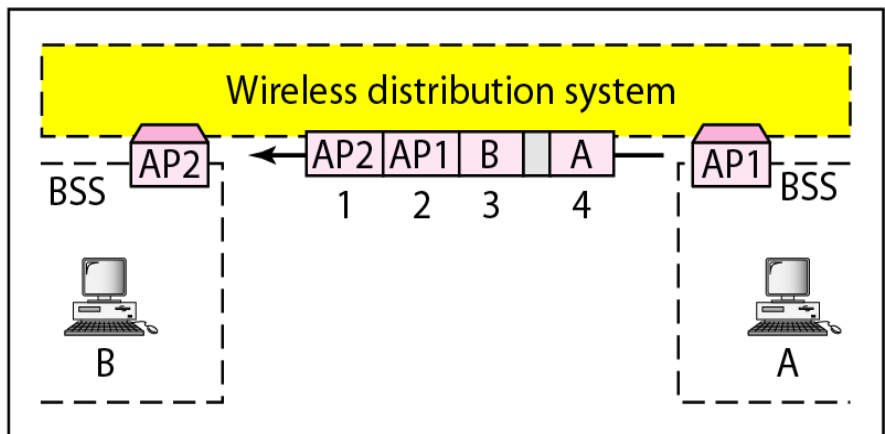 Wireless distribution system
AP2 AP2 AP1 B A AP1
BSS 1 2 3 4 BSS
B A